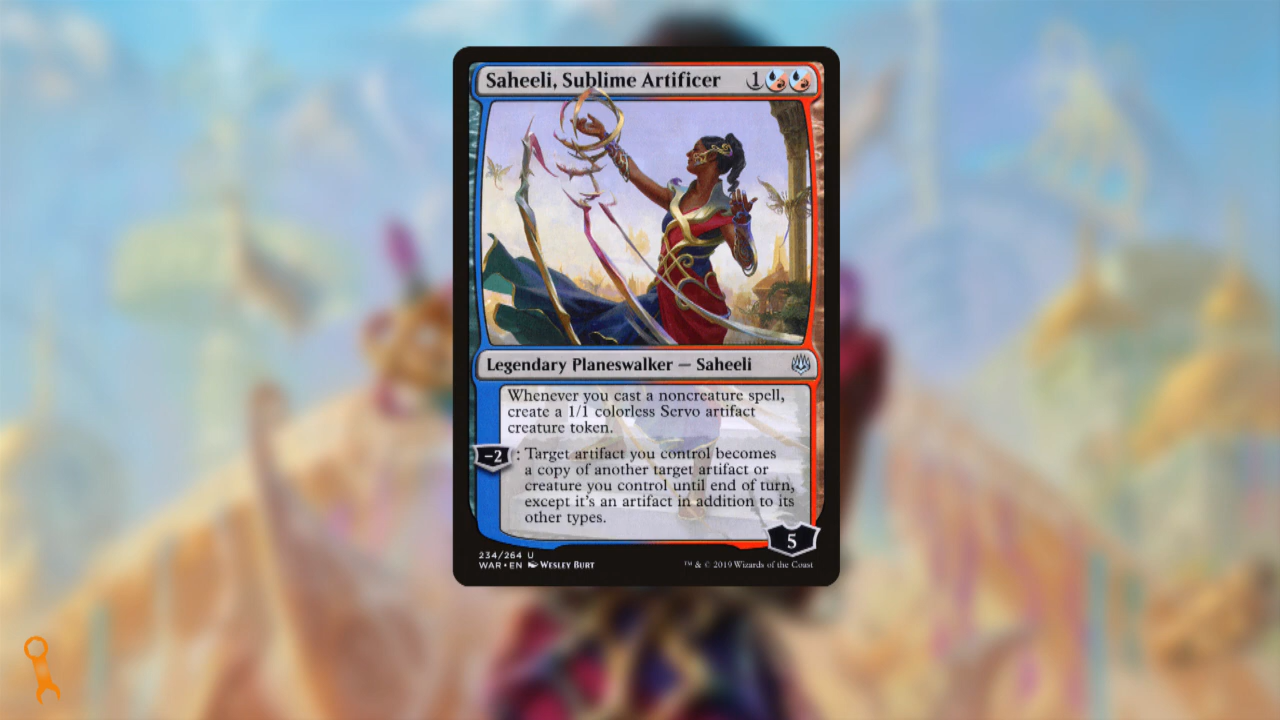 Saheeli, Sublime Artificer 1
Legendary Planeswalker — Saheeli
Whenever you cast a noncreature spell,
create a 1/1 colorless Servo artifact
creature token.
−2 : Target artifact you control becomes
a copy of another target artifact or
creature you control until end of turn,
except it's an artifact in addition to its
other types.
5
234/264 U
WAR • EN Wesley Burt
™ & © 2019 Wizards of the Coast